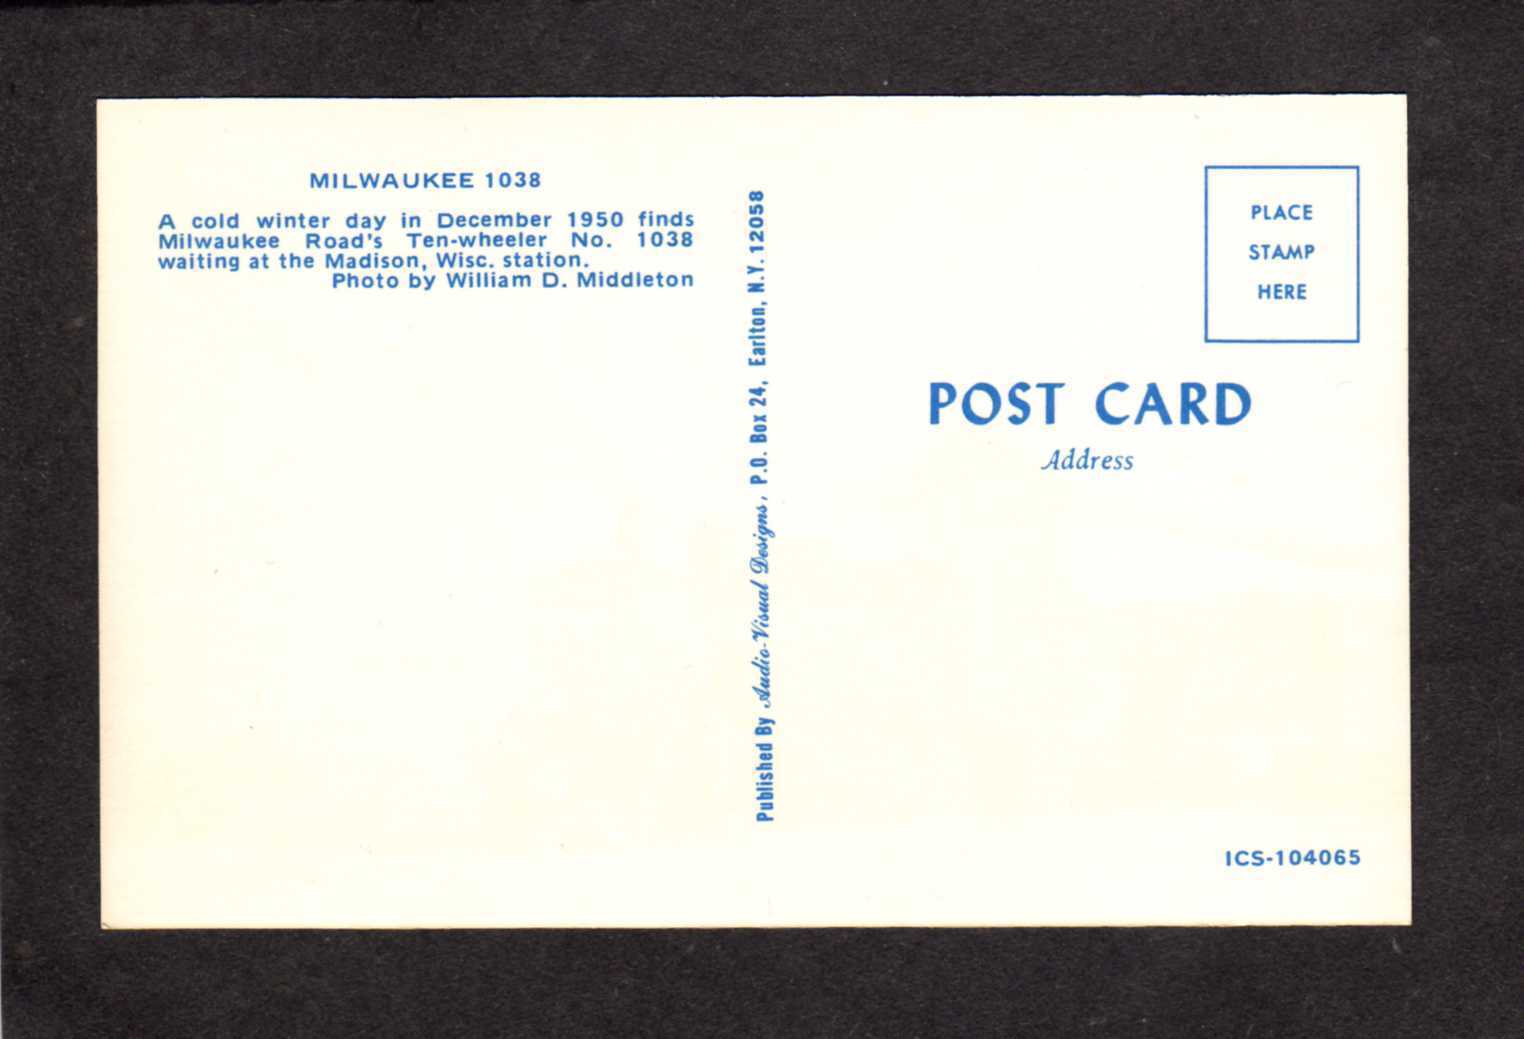 MILWAUKEE 1038
A cold winter day in December 1950 finds
Milwaukee Road's Ten-wheeler No. 1038
waiting at the Madison, Wisc. station.
Photo by William D. Middleton
Published By Audio-Visual Designs, P.O. Box 24, Earlton, N.Y. 12058
PLACE
STAMP
HERE
POST CARD
Address
ICS-104065